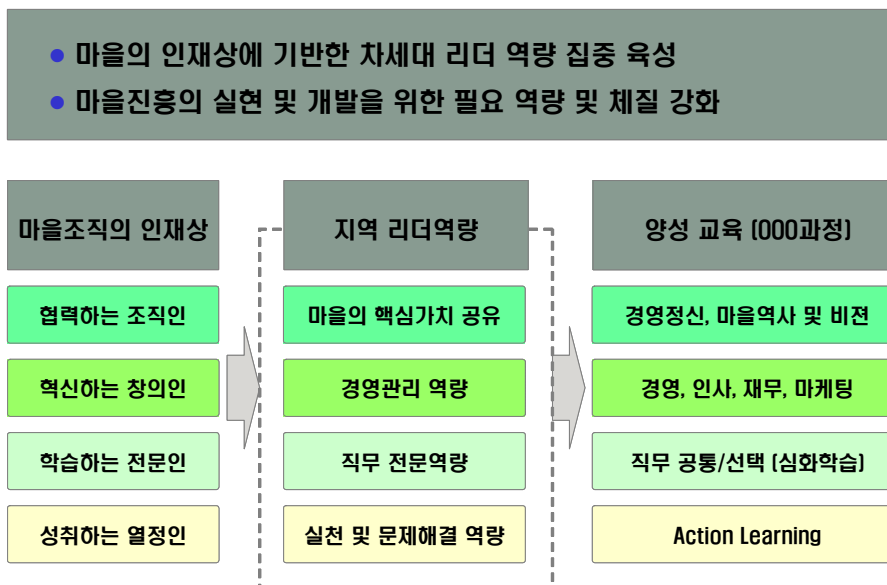 ● 마을의 인재상에 기반한 차세대 리더 역량 집중 육성
● 마을진흥의 실현 및 개발을 위한 필요 역량 및 체질 강화
마을조직의 인재상
지역 리더역량
양성 교육 (000과정)
협력하는 조직인
마을의 핵심가치 공유
경영정신, 마을역사 및 비젼
혁신하는 창의인
경영관리 역량
경영, 인사, 재무, 마케팅
학습하는 전문인
직무 전문역량
직무 공통/선택 (심화학습)
성취하는 열정인
실천 및 문제해결 역량
Action Learning